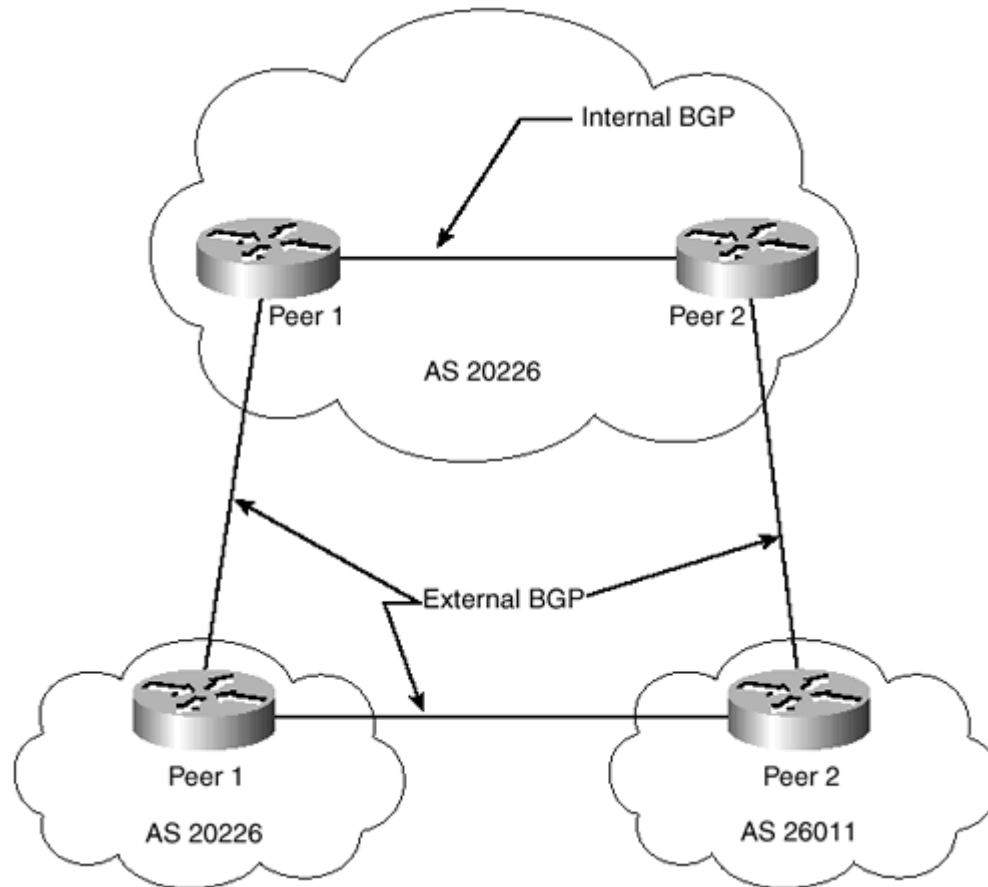 Internal BGP
Peer 1
Peer 2
AS 20226
External BGP
Peer 1
Peer 2
AS 20226
AS 26011